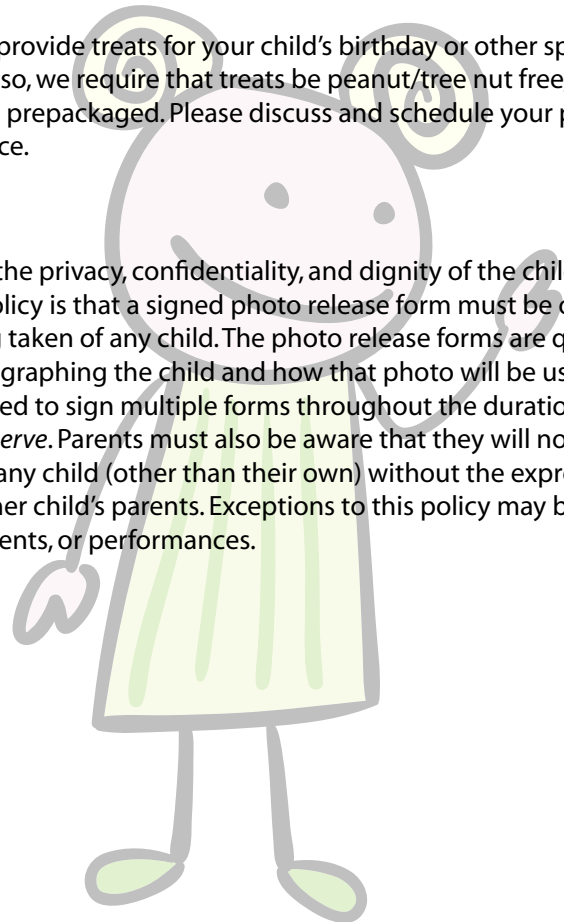 provide treats for your child’s birthday or other sp
so, we require that treats be peanut/tree nut free,
prepackaged. Please discuss and schedule your p
ce.
the privacy, confidentiality, and dignity of the chil
olicy is that a signed photo release form must be
g taken of any child. The photo release forms are q
graphing the child and how that photo will be us
ed to sign multiple forms throughout the duratio
erve. Parents must also be aware that they will no
any child (other than their own) without the expr
her child’s parents. Exceptions to this policy may b
ents, or performances.